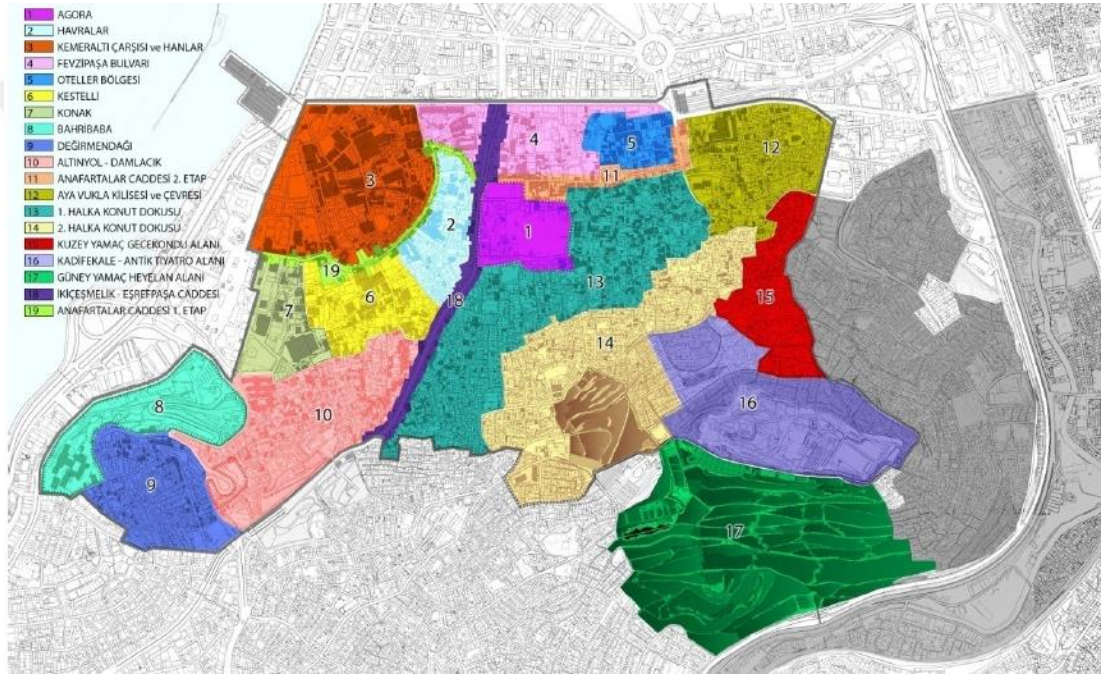 1 AGORA
2 HAVRALAR
3 KEMERALTI ÇARŞISI ve HANLAR
4 FEVZİPAŞA BULVARI
5 OTELLER BÖLGESİ
6 KESTELLİ
7 KONAK
8 BAHRİBABA
9 DEĞİRMENDAĞI
10 ALTINYOL - DAMLACIK
11 ANAFARTALAR CADDESİ 2. ETAP
12 AYA VUKLA KİLİSESİ ve ÇEVRESİ
13 1. HALKA KONUT DOKUSU
14 2. HALKA KONUT DOKUSU
15 KUZEY YAMAÇ GECEKONDU ALANI
16 KADİFEKALE - ANTİK TİYATRO ALANI
17 GÜNEY YAMAÇ HEYELAN ALANI
18 İKİÇEŞMELİK - EŞREFPAŞA CADDESİ
19 ANAFARTALAR CADDESİ 1. ETAP
4
5
12
3
11
2
1
19
13
18
6
7
15
14
10
16
8
9
17